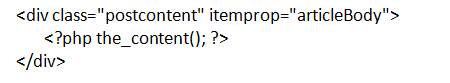 <div class="postcontent" itemprop="articleBody">
<?php the_content(); ?>
</div>